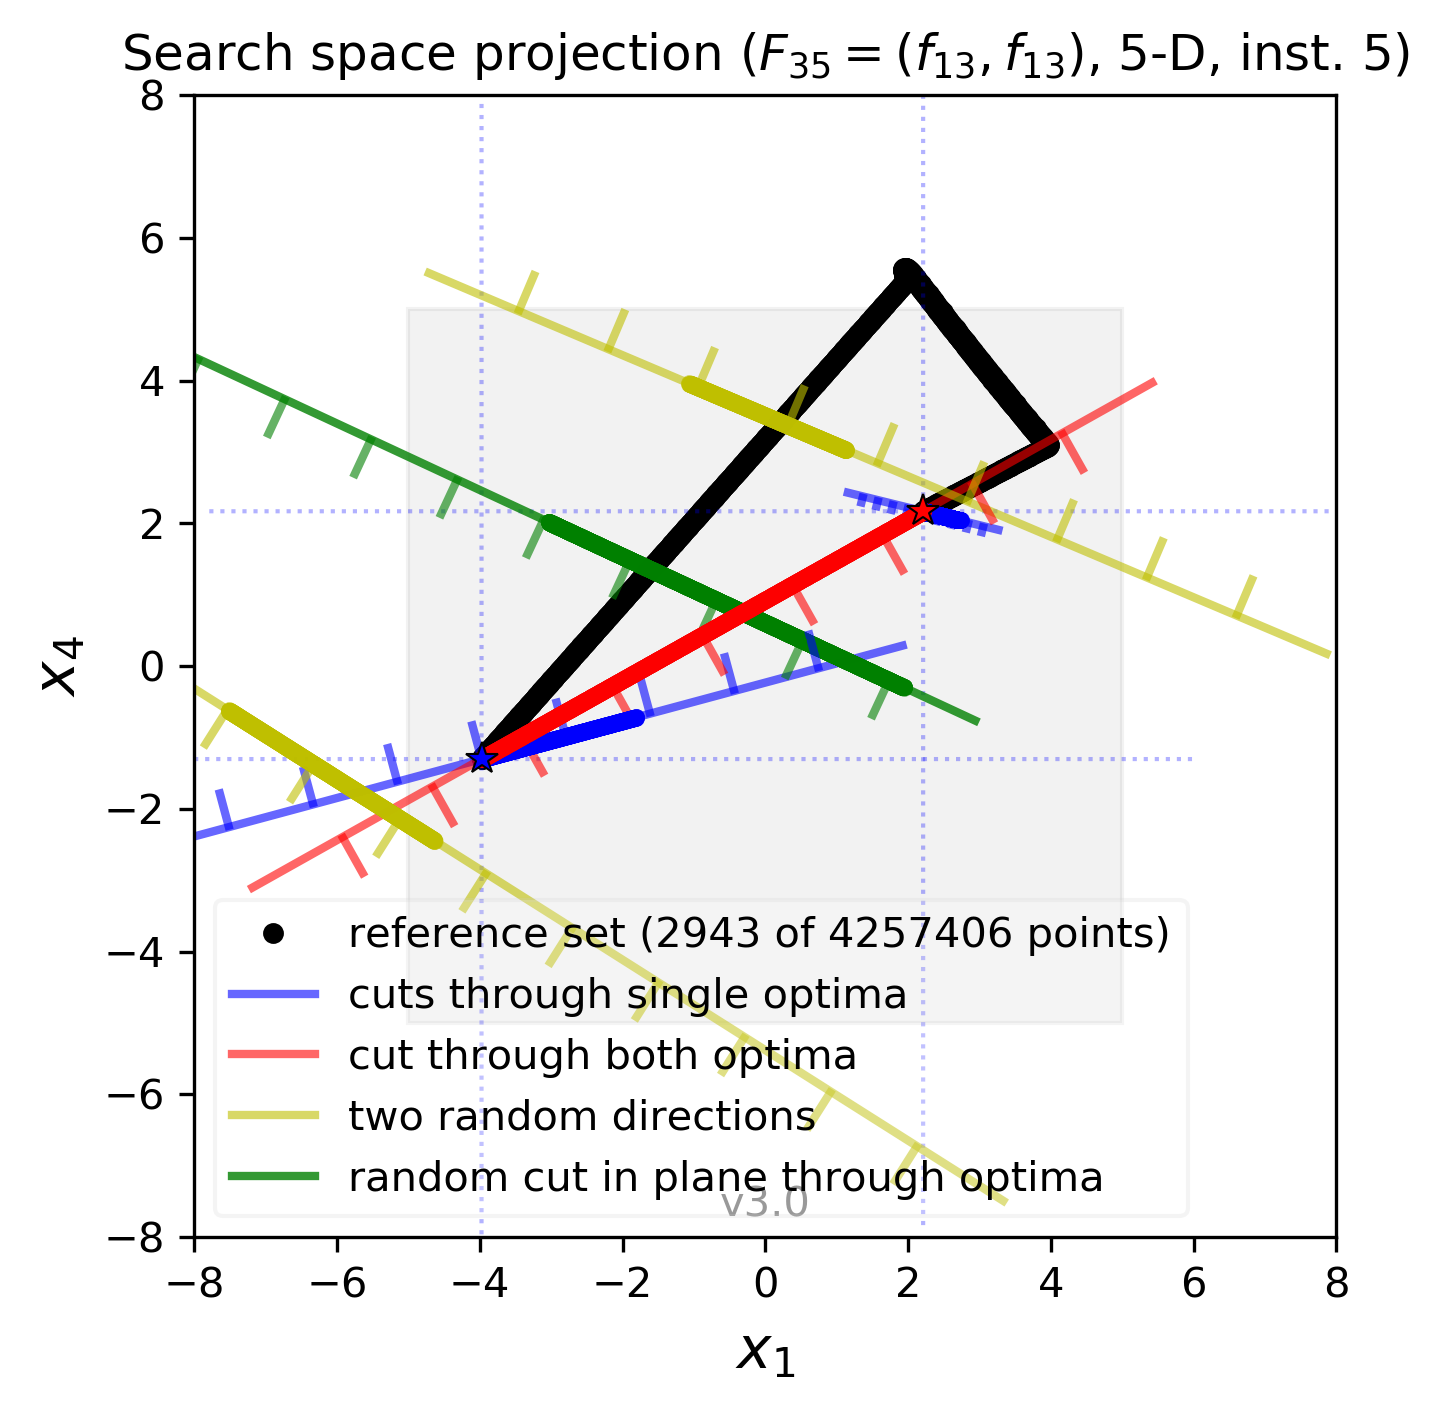 Search space projection (F₃₅ = (f₁₃, f₁₃), 5-D, inst. 5)
8
6
4
2
0
−2
−4
−6
−8
x₄
reference set (2943 of 4257406 points)
cuts through single optima
cut through both optima
two random directions
random cut in plane through optima
v3.0
−8 −6 −4 −2 0 2 4 6 8
x₁